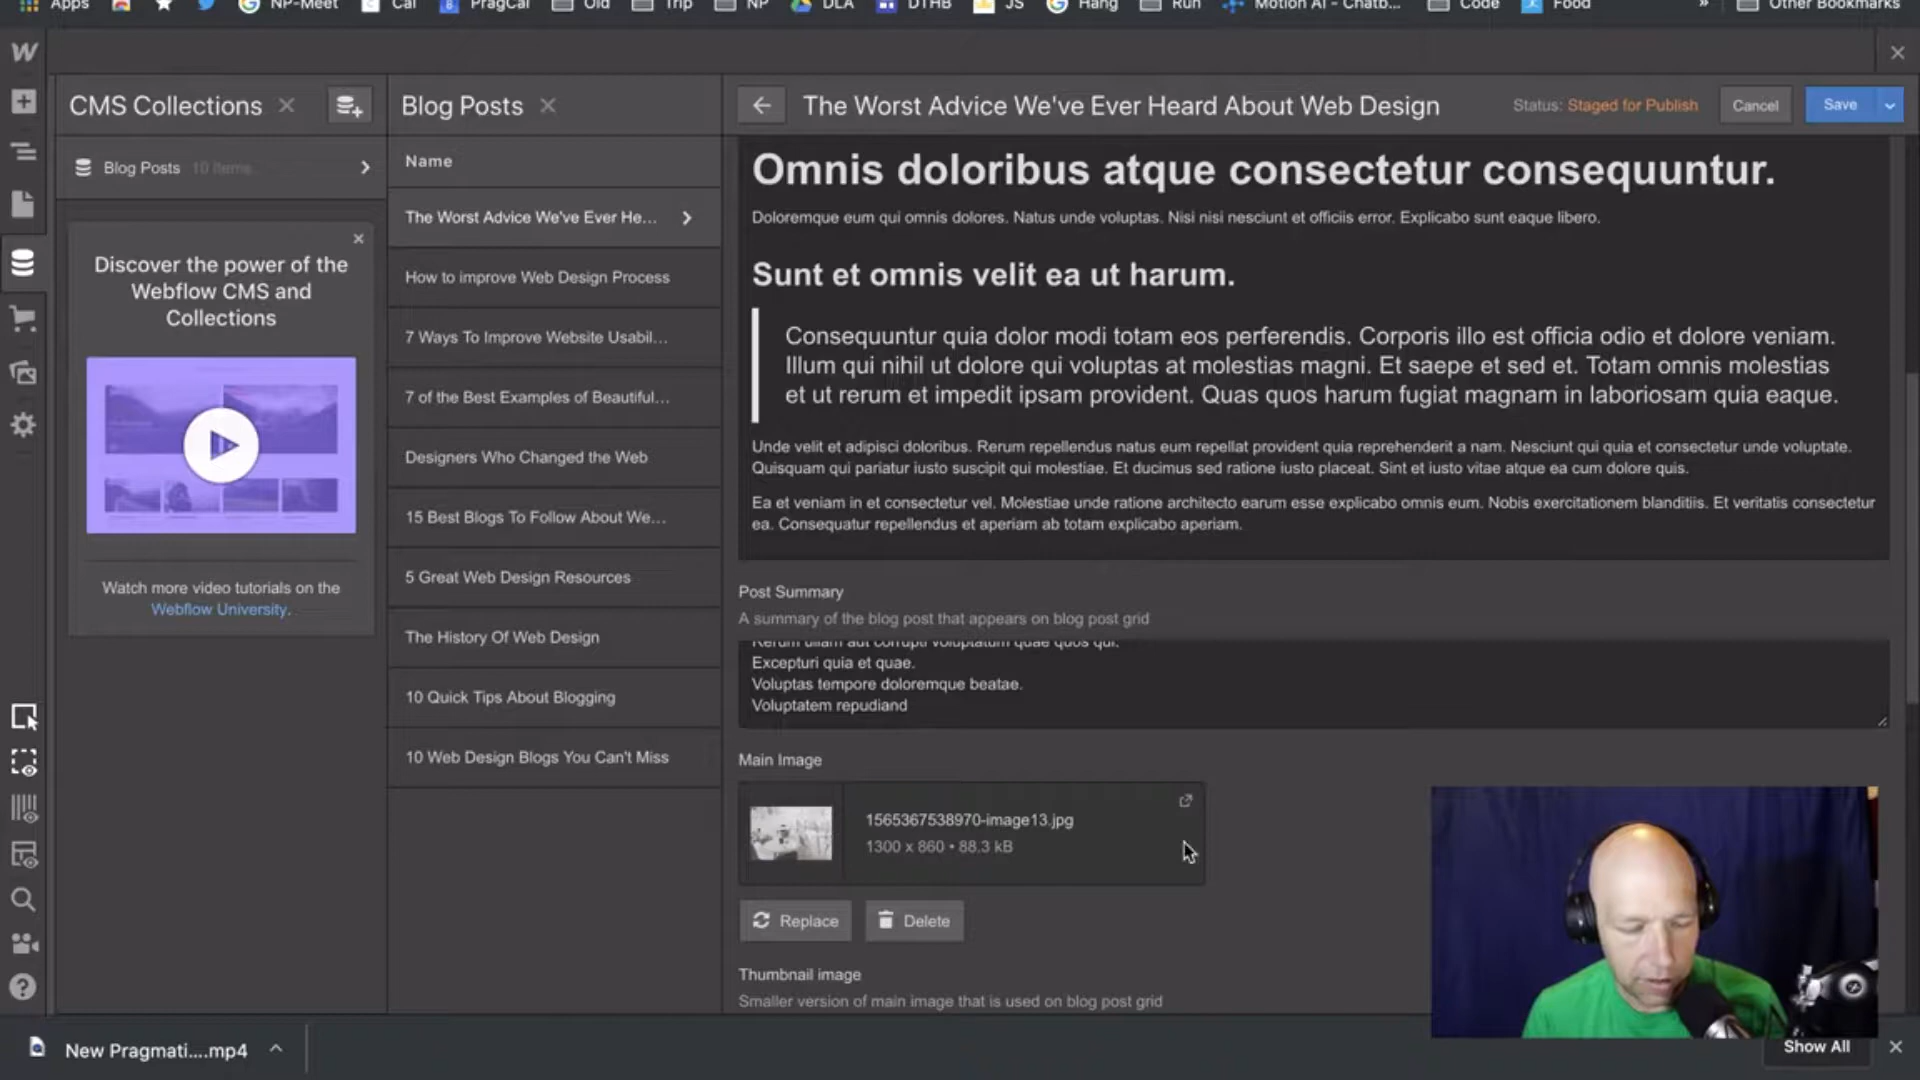 Apps
NP-Meet
Cal
PragCal
Old
Trip
NP
DLA
DTHB
JS
Hang
Run
Motion AI - Chatb...
Code
Food
»
Other Bookmarks
CMS Collections
Blog Posts
The Worst Advice We've Ever Heard About Web Design
Status: Staged for Publish
Cancel
Save
Blog Posts 10 Items
Name
The Worst Advice We've Ever He...
How to improve Web Design Process
7 Ways To Improve Website Usabil...
7 of the Best Examples of Beautiful...
Designers Who Changed the Web
15 Best Blogs To Follow About We...
5 Great Web Design Resources
The History Of Web Design
10 Quick Tips About Blogging
10 Web Design Blogs You Can't Miss
Discover the power of the
Webflow CMS and
Collections
Watch more video tutorials on the
Webflow University.
Omnis doloribus atque consectetur consequuntur.
Doloremque eum qui omnis dolores. Natus unde voluptas. Nisi nisi nesciunt et officiis error. Explicabo sunt eaque libero.
Sunt et omnis velit ea ut harum.
Consequuntur quia dolor modi totam eos perferendis. Corporis illo est officia odio et dolore veniam.
Illum qui nihil ut dolore qui voluptas at molestias magni. Et saepe et sed et. Totam omnis molestias
et ut rerum et impedit ipsam provident. Quas quos harum fugiat magnam in laboriosam quia eaque.
Unde velit et adipisci doloribus. Rerum repellendus natus eum repellat provident quia reprehenderit a nam. Nesciunt qui quia et consectetur unde voluptate.
Quisquam qui pariatur iusto suscipit qui molestiae. Et ducimus sed ratione iusto placeat. Sint et iusto vitae atque ea cum dolore quis.
Ea et veniam in et consectetur vel. Molestiae unde ratione architecto earum esse explicabo omnis eum. Nobis exercitationem blanditiis. Et veritatis consectetur
ea. Consequatur repellendus et aperiam ab totam explicabo aperiam.
Post Summary
A summary of the blog post that appears on blog post grid
Rerum ullam aut corrupti voluptatum quae quos qui.
Excepturi quia et quae.
Voluptas tempore doloremque beatae.
Voluptatem repudiand
Main Image
1565367538970-image13.jpg
1300 x 860 • 88.3 kB
Replace
Delete
Thumbnail image
Smaller version of main image that is used on blog post grid
New Pragmati....mp4
Show All